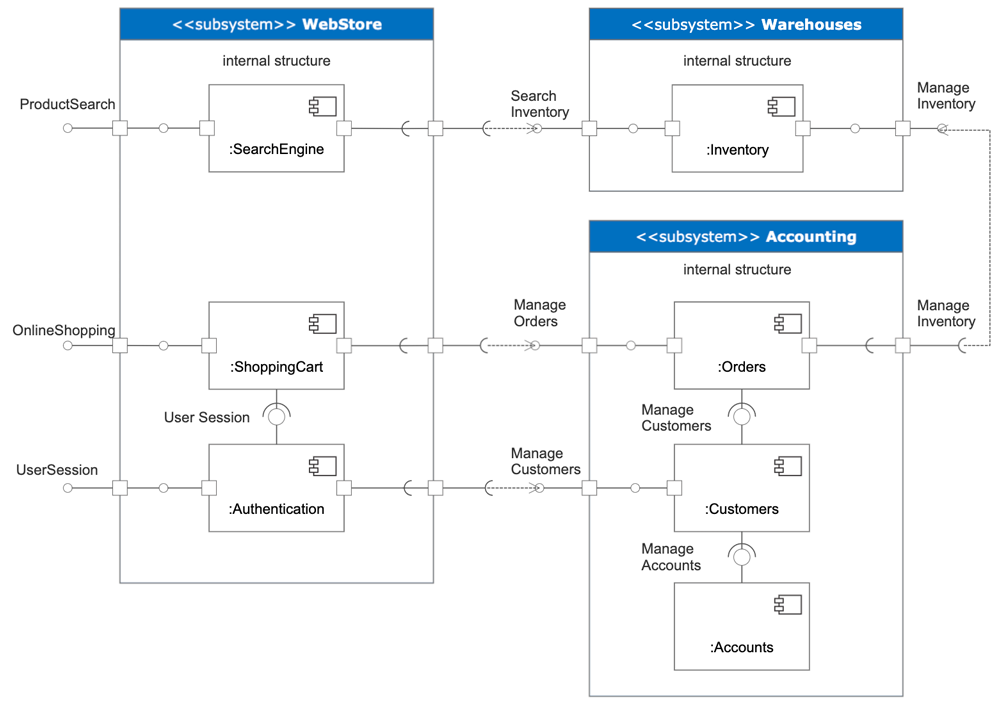 <<subsystem>> WebStore
internal structure
ProductSearch
:SearchEngine
OnlineShopping
:ShoppingCart
User Session
UserSession
:Authentication
Search
Inventory
Manage
Orders
Manage
Customers
<<subsystem>> Warehouses
internal structure
:Inventory
Manage
Inventory
<<subsystem>> Accounting
internal structure
:Orders
Manage
Inventory
Manage
Customers
:Customers
Manage
Accounts
:Accounts